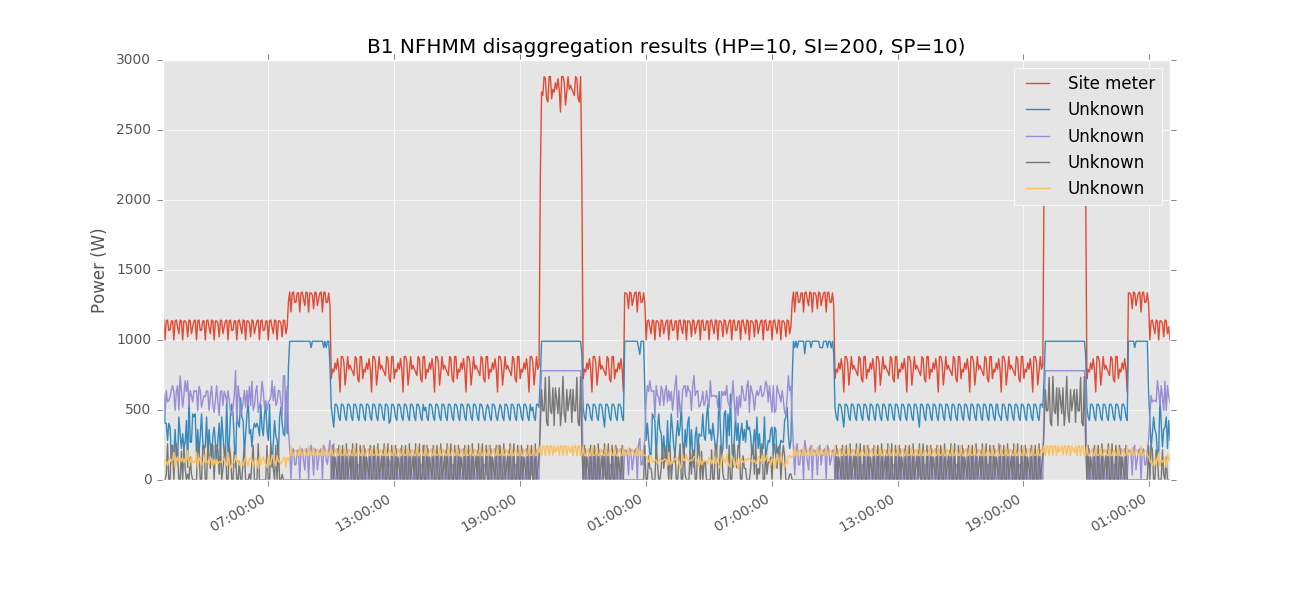 B1 NFHMM disaggregation results (HP=10, SI=200, SP=10)
3000
2500
2000
1500
1000
500
0
Power (W)
Site meter
Unknown
Unknown
Unknown
Unknown
07:00:00
13:00:00
19:00:00
01:00:00
07:00:00
13:00:00
19:00:00
01:00:00